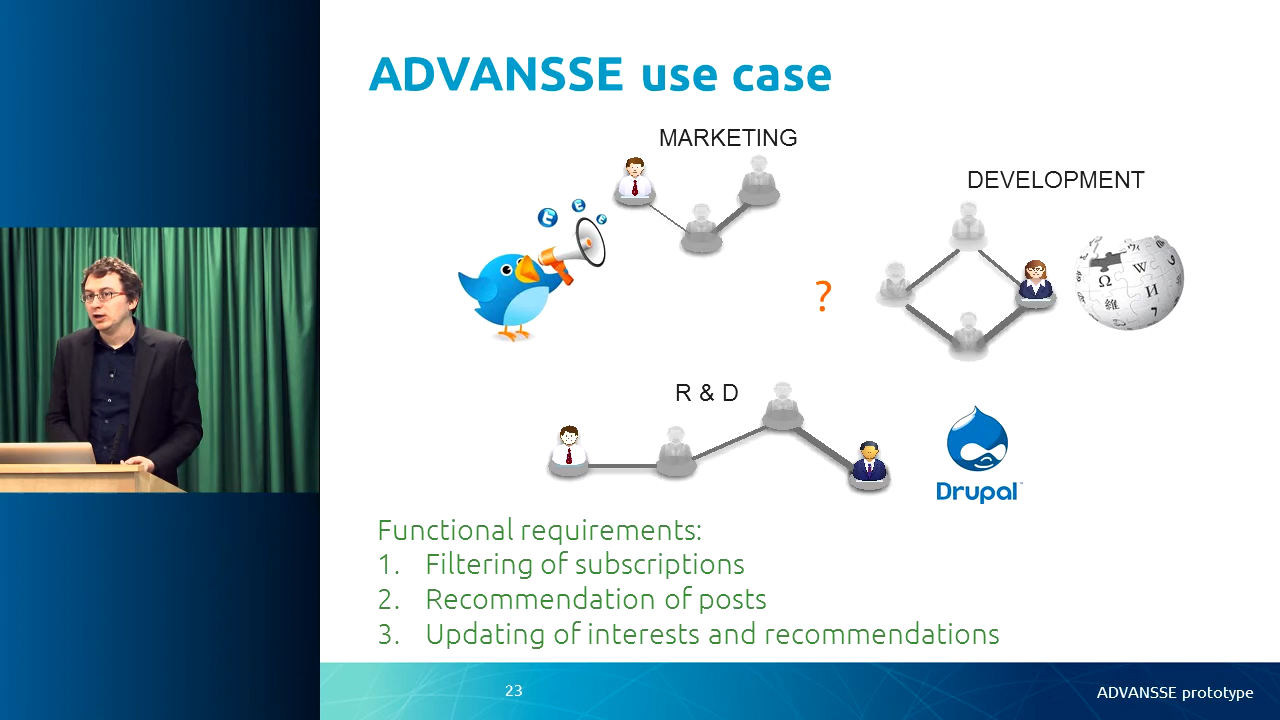 ADVANSSE use case
MARKETING
DEVELOPMENT
?
R & D
Drupal
Functional requirements:
1. Filtering of subscriptions
2. Recommendation of posts
3. Updating of interests and recommendations
23
ADVANSSE prototype